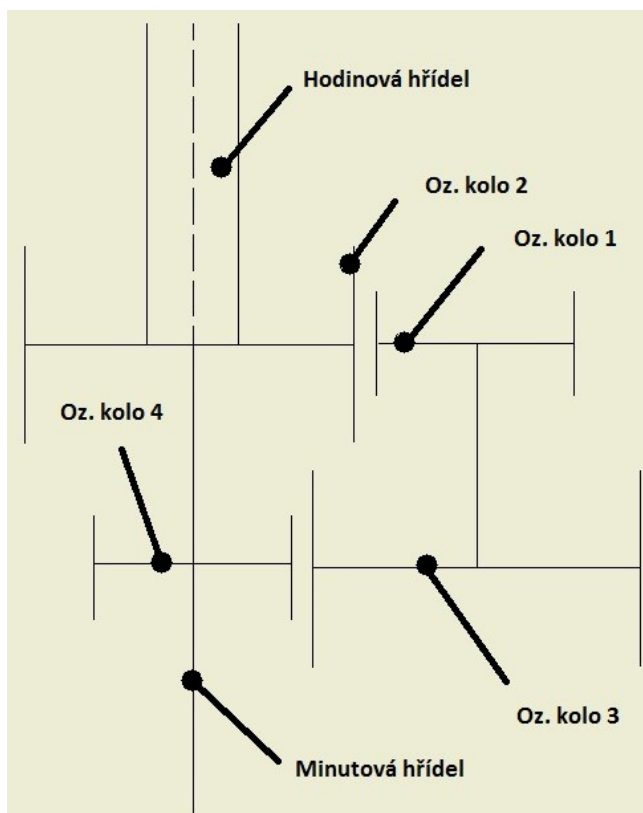 Hodinová hřídel
Oz. kolo 2
Oz. kolo 1
Oz. kolo 4
Oz. kolo 3
Minutová hřídel